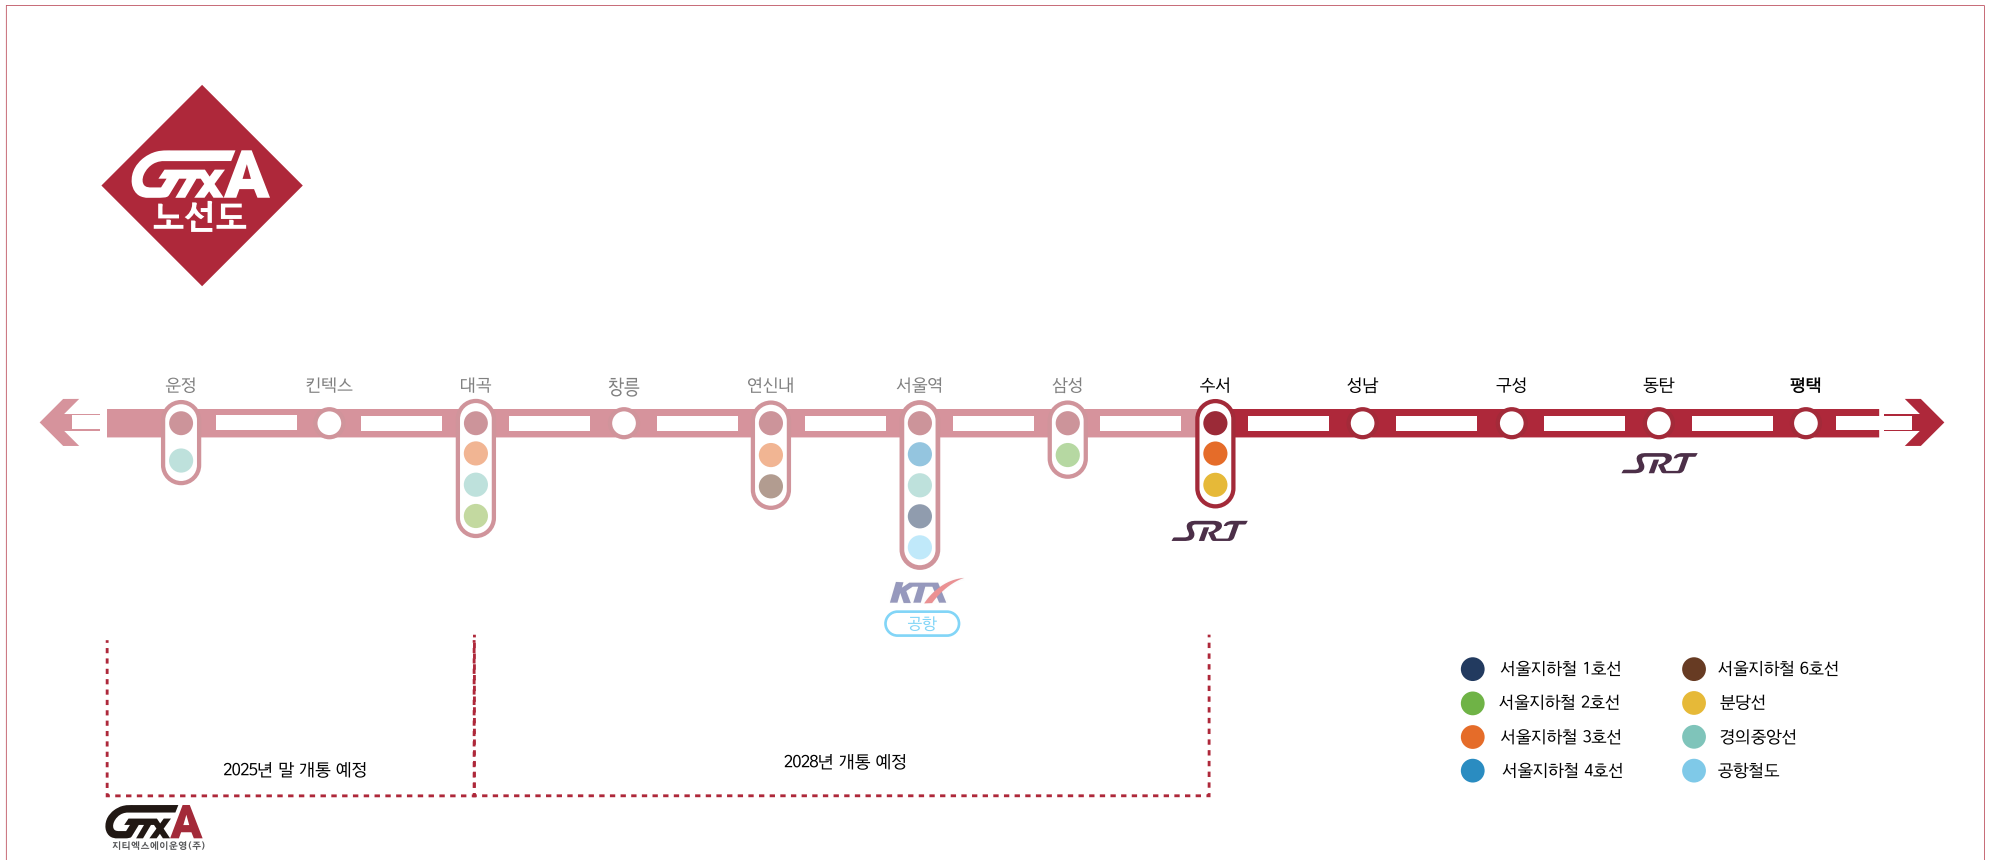 GTXA
노선도
운정
킨텍스
대곡
창릉
연신내
서울역
삼성
수서
성남
구성
동탄
평택
SRT
SRT
KTX
공항
서울지하철 1호선
서울지하철 6호선
서울지하철 2호선
분당선
서울지하철 3호선
경의중앙선
서울지하철 4호선
공항철도
2025년 말 개통 예정
2028년 개통 예정
GTXA
지티엑스에이운영(주)